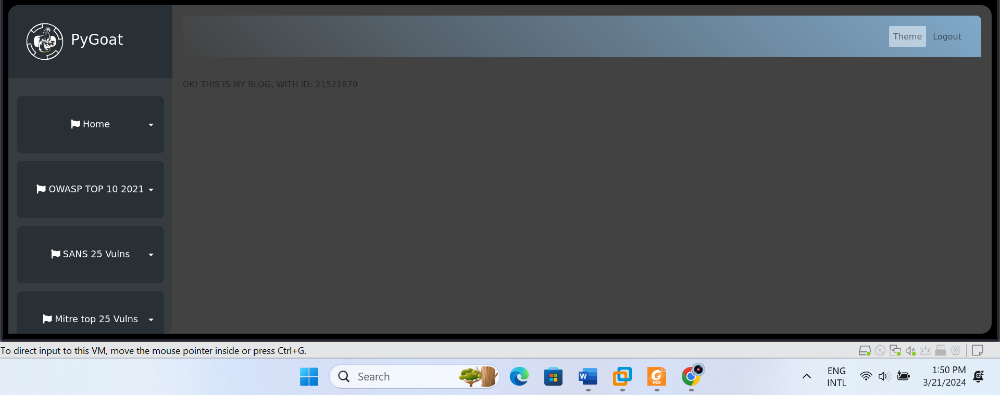 PyGoat
Theme Logout
OK! THIS IS MY BLOG, WITH ID: 21521879
Home
OWASP TOP 10 2021
SANS 25 Vulns
Mitre top 25 Vulns
To direct input to this VM, move the mouse pointer inside or press Ctrl+G.
Search
W
PDF
ENG
INTL
1:50 PM
3/21/2024